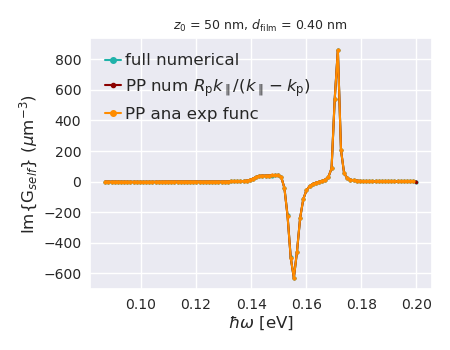 z₀ = 50 nm, d_film = 0.40 nm
full numerical
PP num Rₚk∥/(k∥ − kₚ)
PP ana exp func
Im{G_self} (μm⁻³)
800
600
400
200
0
−200
−400
−600
0.10 0.12 0.14 0.16 0.18 0.20
ħω [eV]